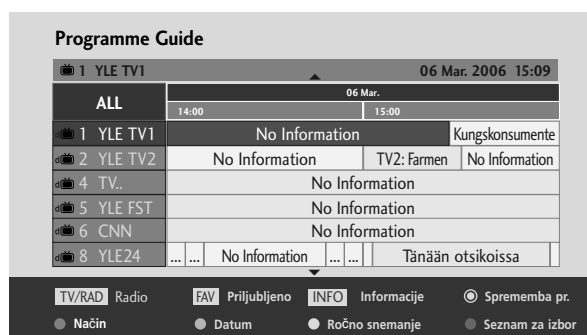 Programme Guide
1 YLE TV1 06 Mar. 2006 15:09
ALL
06 Mar.
14:00 15:00
1 YLE TV1 No Information Kungskonsumente
2 YLE TV2 No Information TV2: Farmen No Information
4 TV.. No Information
5 YLE FST No Information
6 CNN No Information
8 YLE24 ... ... No Information ... ... Tänään otsikoissa
TV/RAD Radio FAV Priljubljeno INFO Informacije Sprememba pr.
Način Datum Ročno snemanje Seznam za izbor